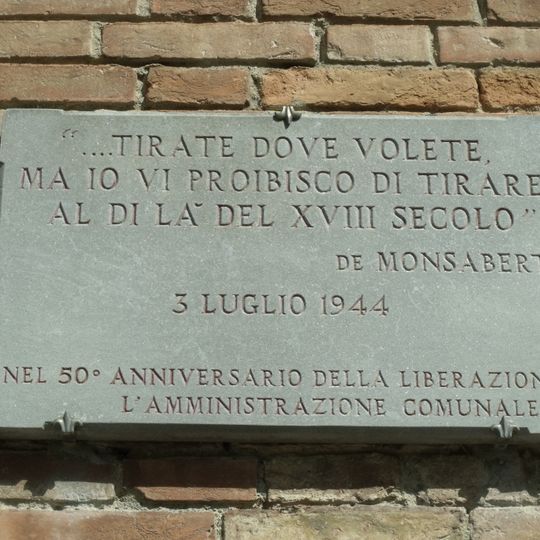 "....TIRATE DOVE VOLETE,
MA IO VI PROIBISCO DI TIRARE
AL DI LA̓ DEL XVIII SECOLO"
DE MONSABERT
3 LUGLIO 1944
NEL 50° ANNIVERSARIO DELLA LIBERAZION
L'AMMINISTRAZIONE COMUNALE